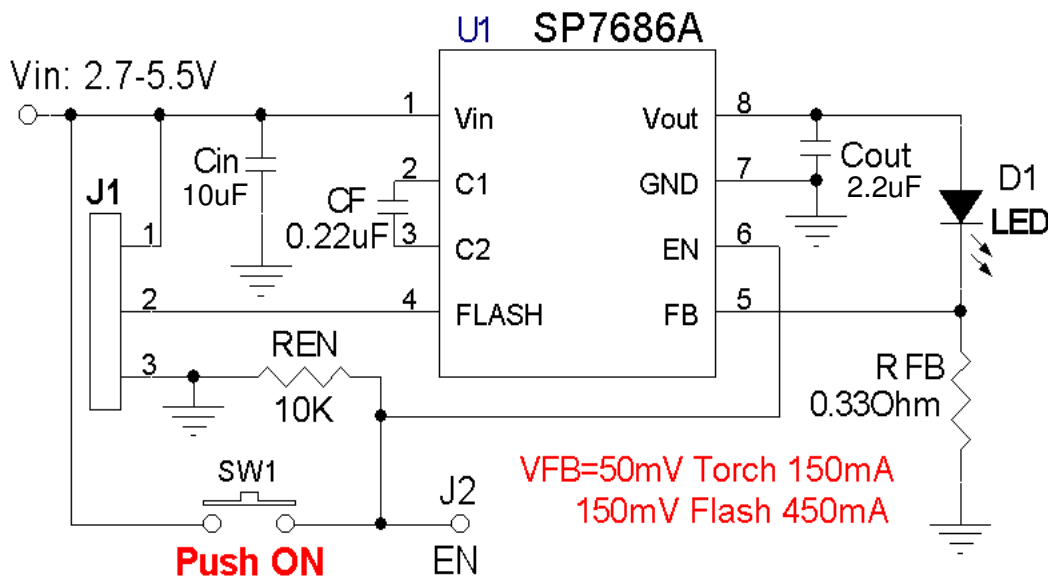 U1 SP7686A
Vin: 2.7-5.5V
1
Vin
Vout
8
Cin
10uF
2
C1
GND
7
Cout
2.2uF
D1
LED
J1
CF
0.22uF
1
3
C2
EN
6
2
4
FLASH
FB
5
3
REN
10K
R FB
0.33Ohm
SW1
VFB=50mV Torch 150mA
150mV Flash 450mA
J2
Push ON
EN